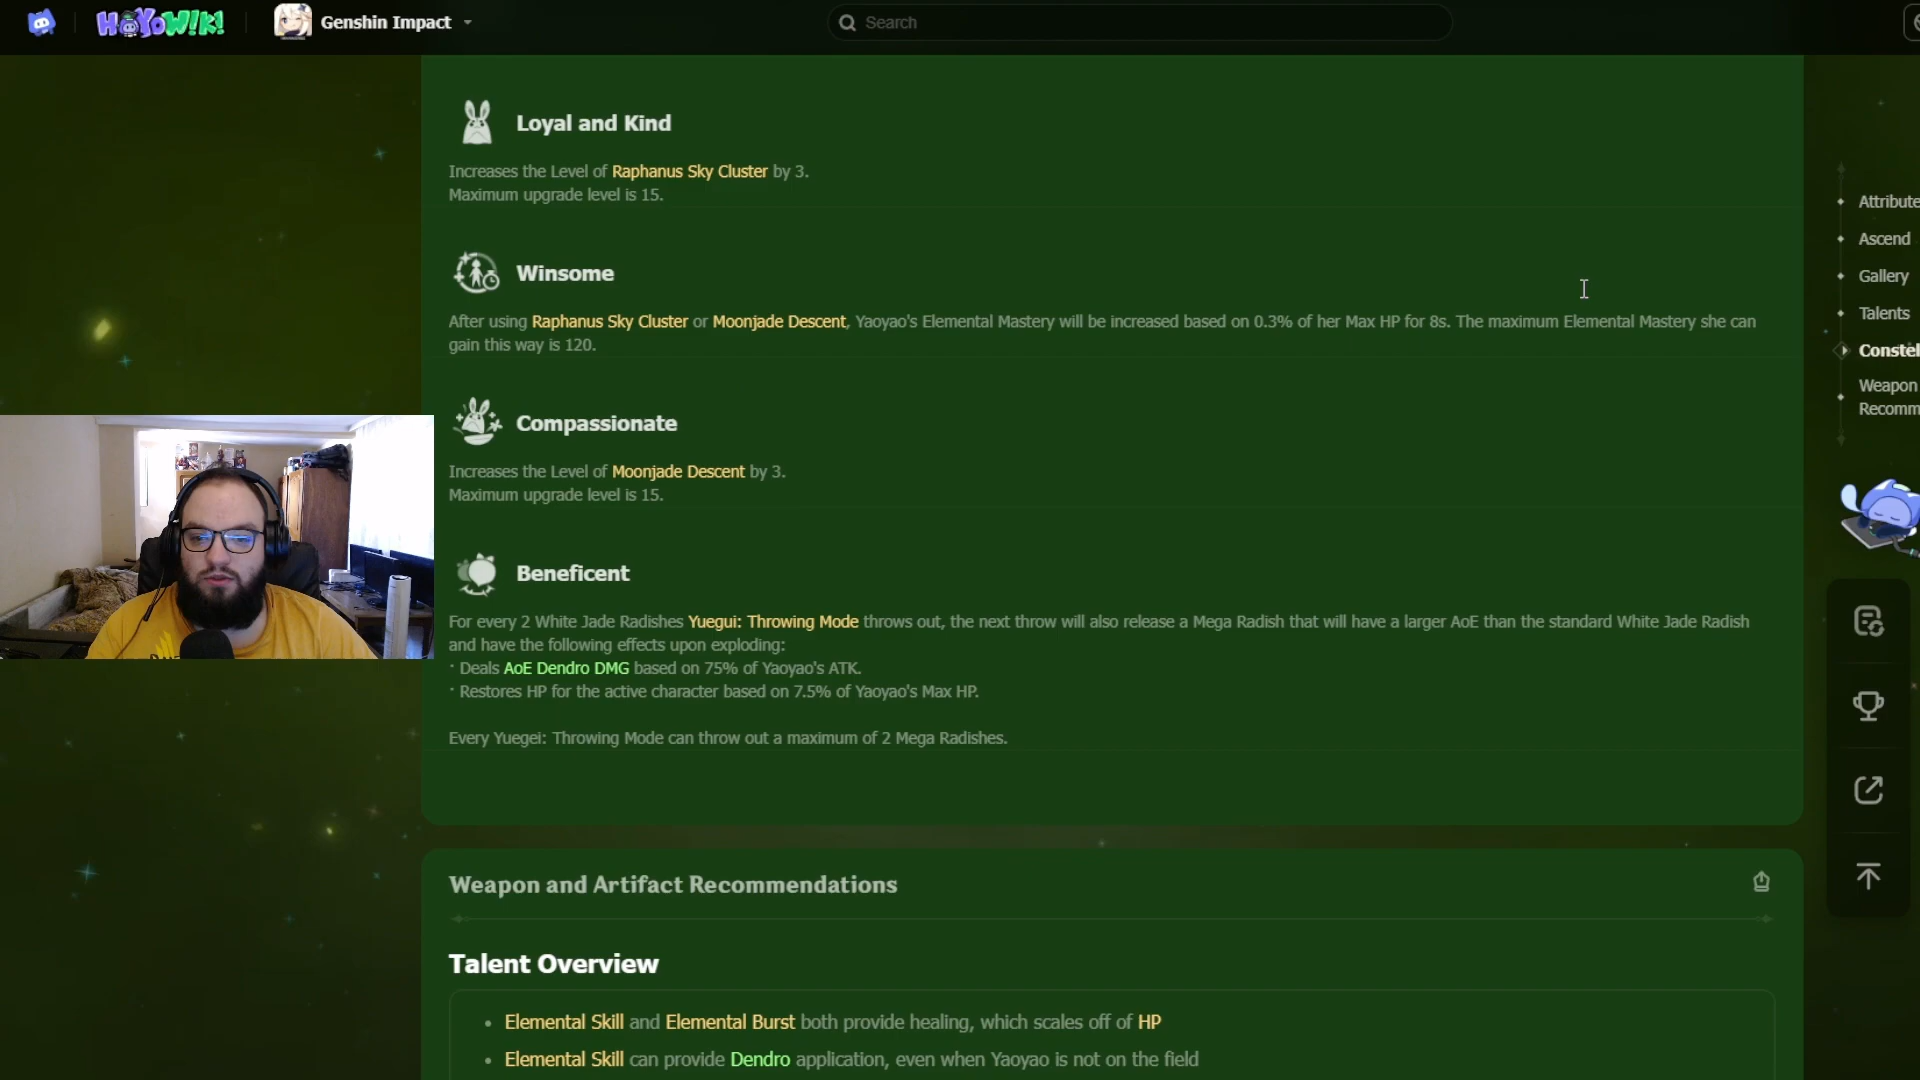 HoYoWiki!
Genshin Impact
Search
Loyal and Kind
Increases the Level of Raphanus Sky Cluster by 3.
Maximum upgrade level is 15.
Winsome
After using Raphanus Sky Cluster or Moonjade Descent, Yaoyao's Elemental Mastery will be increased based on 0.3% of her Max HP for 8s. The maximum Elemental Mastery she can
gain this way is 120.
Compassionate
Increases the Level of Moonjade Descent by 3.
Maximum upgrade level is 15.
Beneficent
For every 2 White Jade Radishes Yuegui: Throwing Mode throws out, the next throw will also release a Mega Radish that will have a larger AoE than the standard White Jade Radish
and have the following effects upon exploding:
· Deals AoE Dendro DMG based on 75% of Yaoyao's ATK.
· Restores HP for the active character based on 7.5% of Yaoyao's Max HP.
Every Yuegei: Throwing Mode can throw out a maximum of 2 Mega Radishes.
Weapon and Artifact Recommendations
Talent Overview
• Elemental Skill and Elemental Burst both provide healing, which scales off of HP
• Elemental Skill can provide Dendro application, even when Yaoyao is not on the field
Attribute
Ascend
Gallery
Talents
Constel
Weapon
Recomm